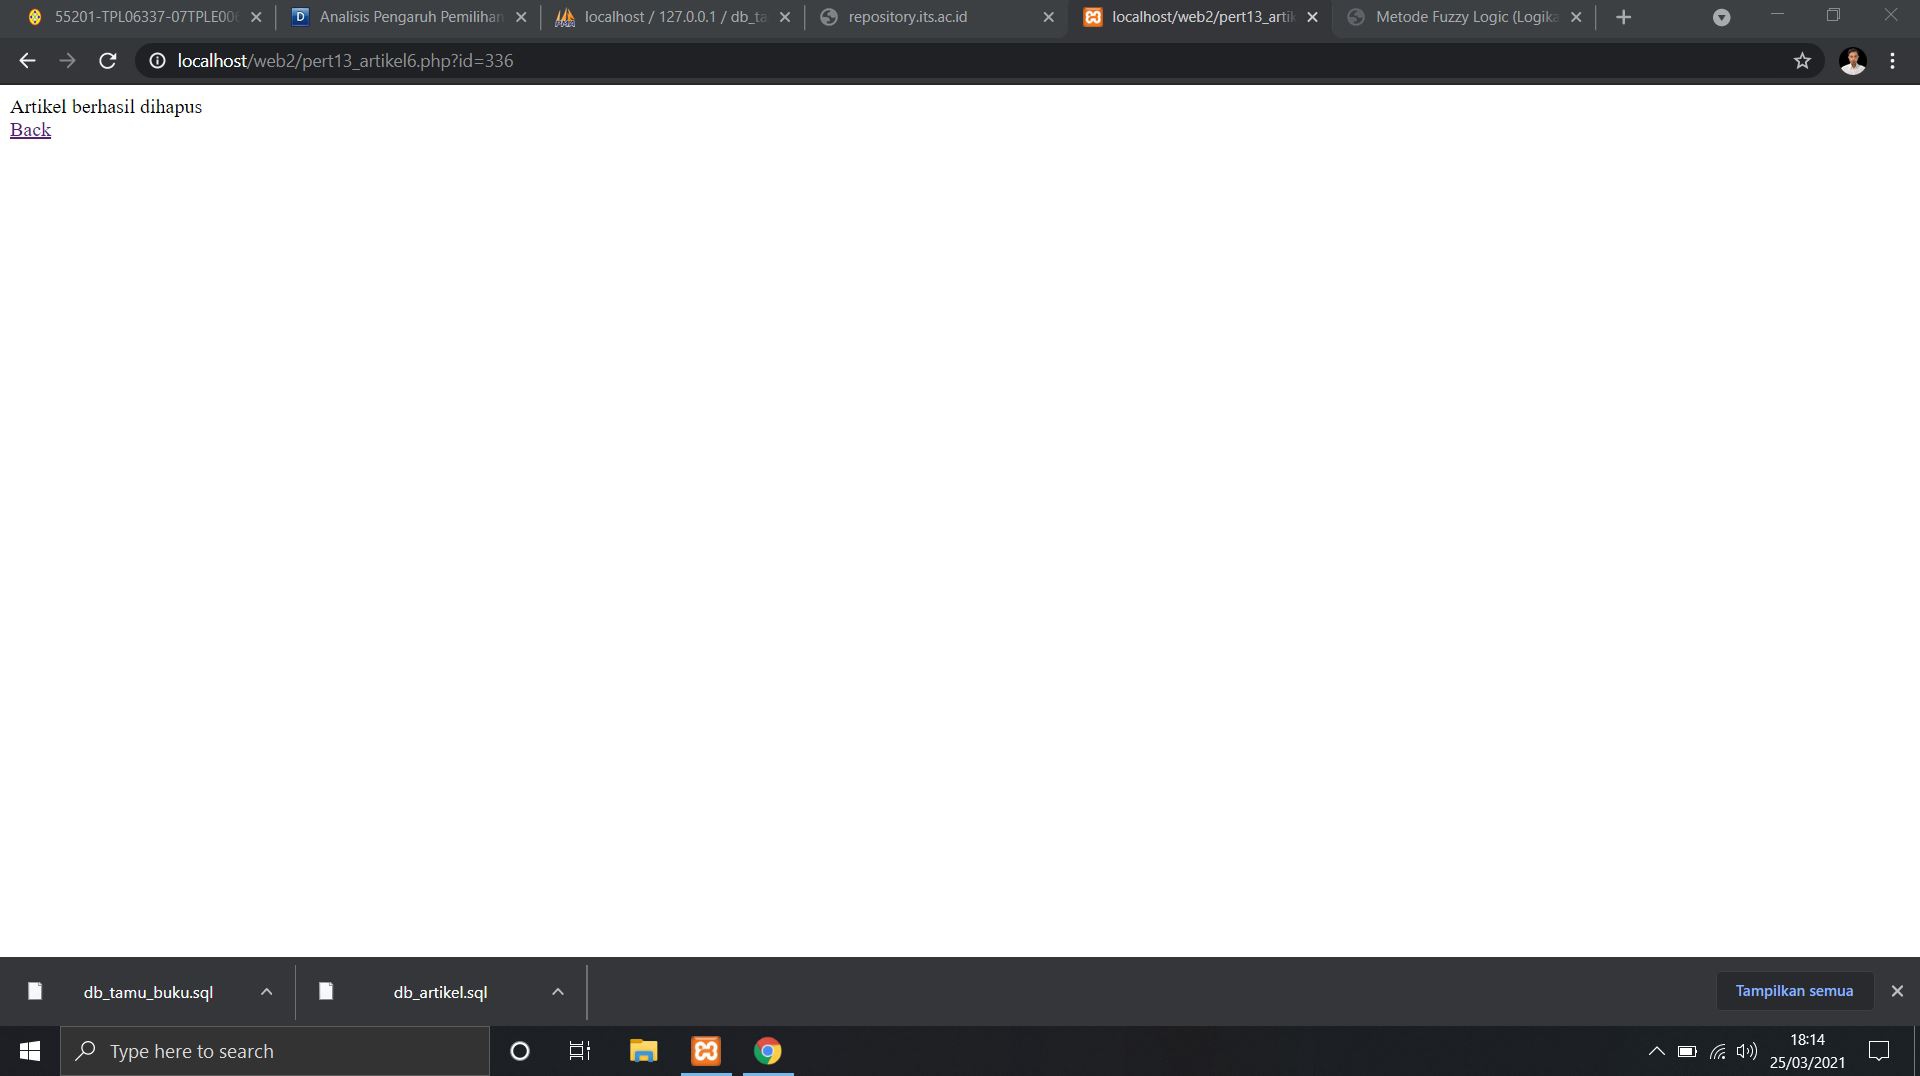 55201-TPL06337-07TPLE006
Analisis Pengaruh Pemilihan
localhost / 127.0.0.1 / db_ta
repository.its.ac.id
localhost/web2/pert13_artik
Metode Fuzzy Logic (Logika
localhost/web2/pert13_artikel6.php?id=336
Artikel berhasil dihapus
Back
db_tamu_buku.sql
db_artikel.sql
Tampilkan semua
Type here to search
18:14
25/03/2021